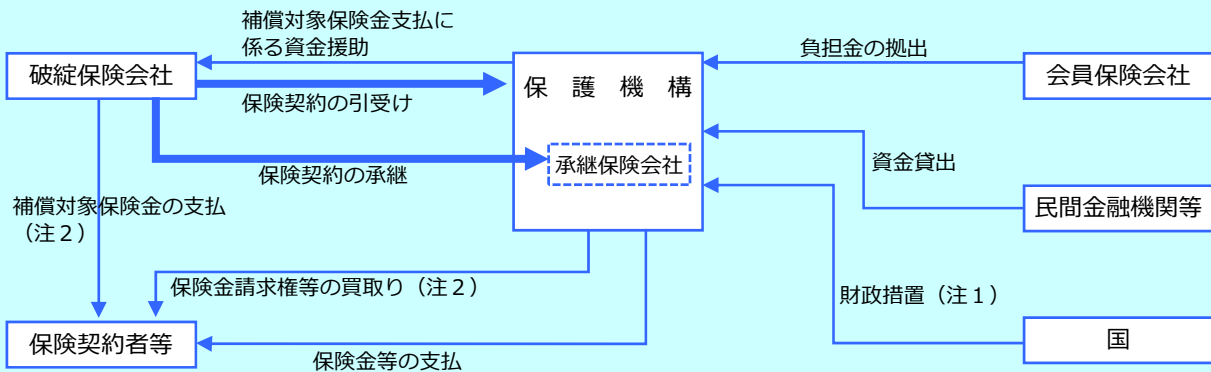 補償対象保険金支払に
係る資金援助
破綻保険会社
保険契約の引受け
保険契約の承継
保護機構
承継保険会社
負担金の拠出
会員保険会社
資金貸出
民間金融機関等
補償対象保険金の支払
（注２）
保険金請求権等の買取り（注２）
財政措置（注１）
保険契約者等
保険金等の支払
国